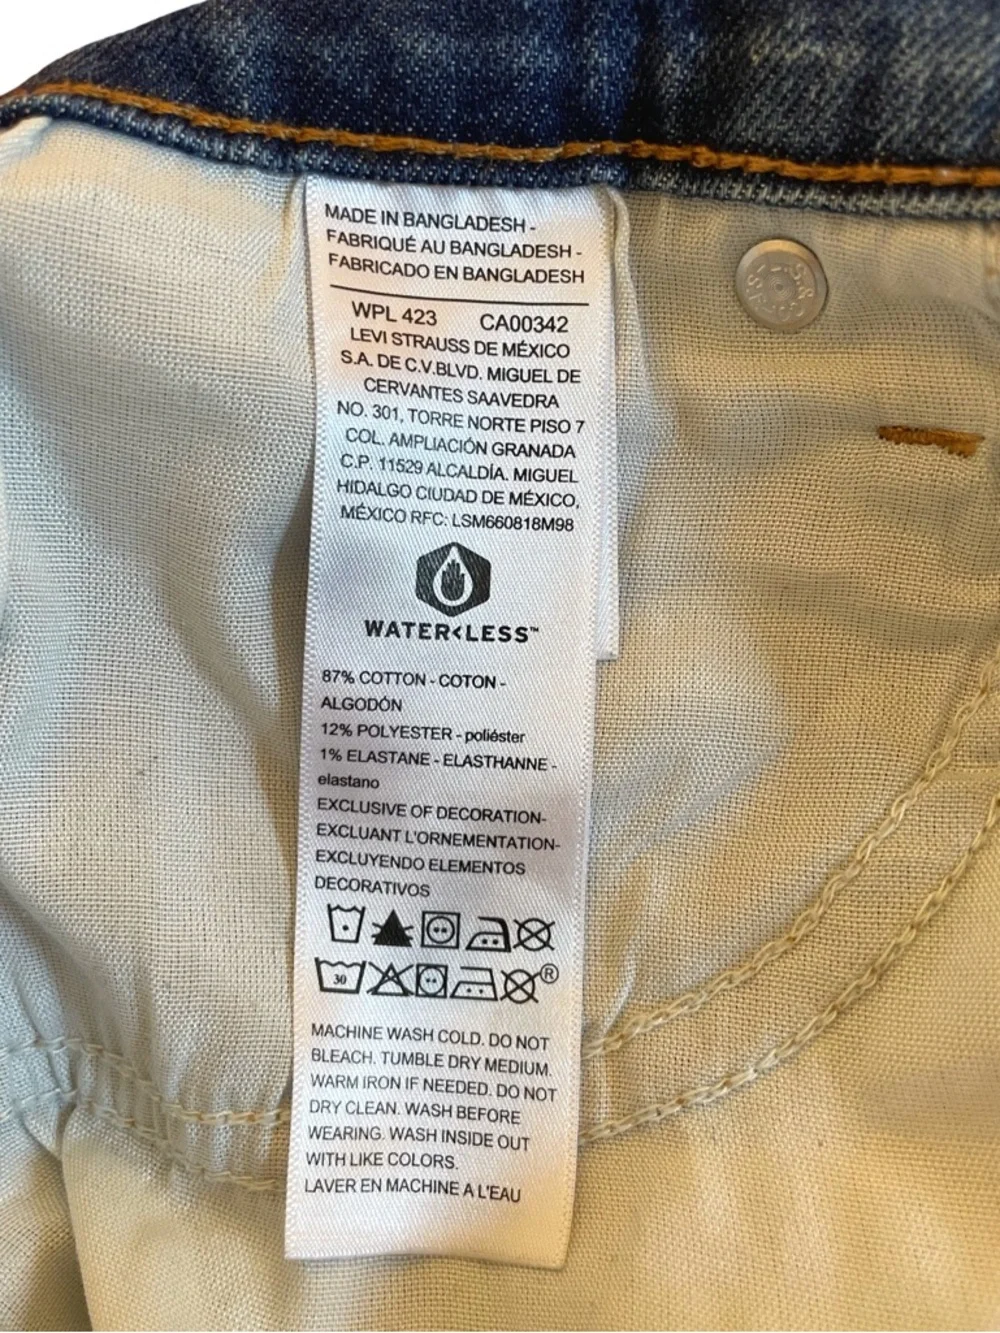 MADE IN BANGLADESH -
FABRIQUÉ AU BANGLADESH -
FABRICADO EN BANGLADESH
WPL 423 CA00342
LEVI STRAUSS DE MÉXICO
S.A. DE C.V.BLVD. MIGUEL DE
CERVANTES SAAVEDRA
NO. 301, TORRE NORTE PISO 7
COL. AMPLIACIÓN GRANADA
C.P. 11529 ALCALDÍA. MIGUEL
HIDALGO CIUDAD DE MÉXICO,
MÉXICO RFC: LSM660818M98
WATER<LESS™
87% COTTON - COTON -
ALGODÓN
12% POLYESTER - poliéster
1% ELASTANE - ELASTHANNE -
elastano
EXCLUSIVE OF DECORATION-
EXCLUANT L'ORNEMENTATION-
EXCLUYENDO ELEMENTOS
DECORATIVOS
30 ®
MACHINE WASH COLD. DO NOT
BLEACH. TUMBLE DRY MEDIUM.
WARM IRON IF NEEDED. DO NOT
DRY CLEAN. WASH BEFORE
WEARING. WASH INSIDE OUT
WITH LIKE COLORS.
LAVER EN MACHINE A L'EAU